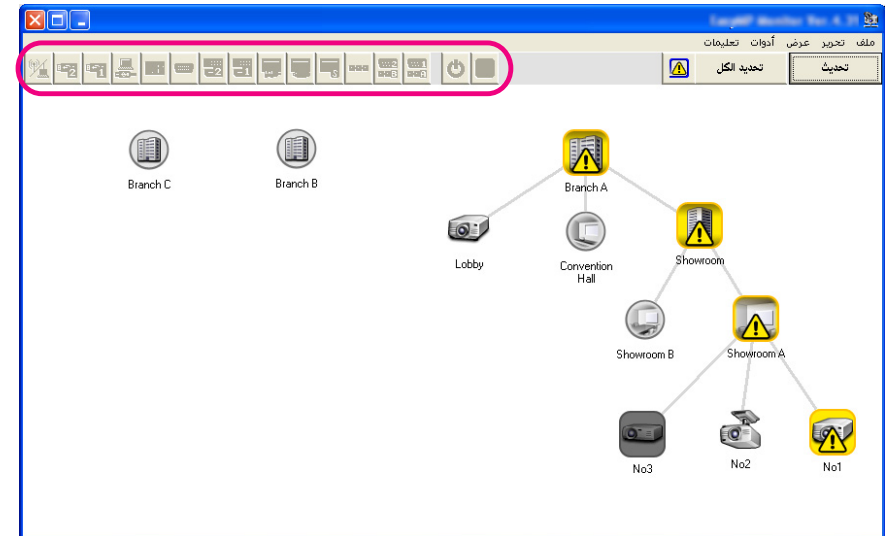 ملف تحرير عرض أدوات تعليمات
تحديث تحديد الكل
Branch C
Branch B
Branch A
Lobby
Convention
Hall
Showroom
Showroom B
Showroom A
No3
No2
No1